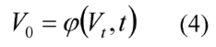 V₀ = φ(Vₜ, t) (4)